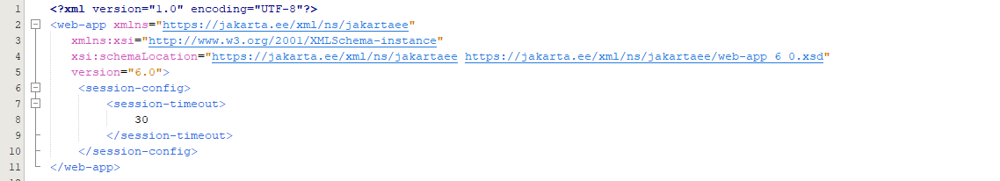 1 <?xml version="1.0" encoding="UTF-8"?>
2 <web-app xmlns="https://jakarta.ee/xml/ns/jakartaee"
3 xmlns:xsi="http://www.w3.org/2001/XMLSchema-instance"
4 xsi:schemaLocation="https://jakarta.ee/xml/ns/jakartaee https://jakarta.ee/xml/ns/jakartaee/web-app_6_0.xsd"
5 version="6.0">
6 <session-config>
7 <session-timeout>
8 30
9 </session-timeout>
10 </session-config>
11 </web-app>